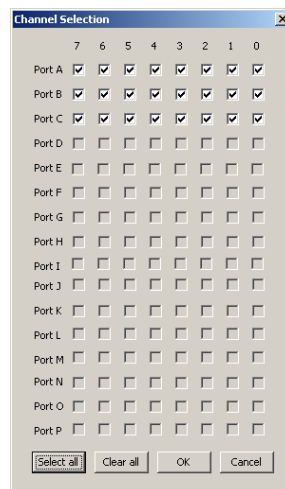 Channel Selection
7 6 5 4 3 2 1 0
Port A
Port B
Port C
Port D
Port E
Port F
Port G
Port H
Port I
Port J
Port K
Port L
Port M
Port N
Port O
Port P
Select all Clear all OK Cancel